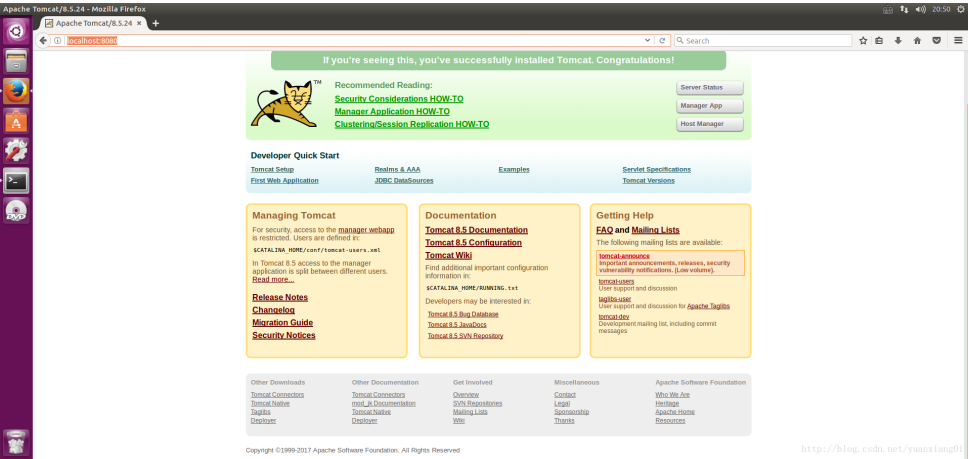 Apache Tomcat/8.5.24 - Mozilla Firefox
20:50
Apache Tomcat/8.5.24
localhost:8080
Search
If you're seeing this, you've successfully installed Tomcat. Congratulations!
TM
Recommended Reading:
Security Considerations HOW-TO
Manager Application HOW-TO
Clustering/Session Replication HOW-TO
Server Status
Manager App
Host Manager
Developer Quick Start
Tomcat Setup
First Web Application
Realms & AAA
JDBC DataSources
Examples
Servlet Specifications
Tomcat Versions
Managing Tomcat
For security, access to the manager webapp
is restricted. Users are defined in:
$CATALINA_HOME/conf/tomcat-users.xml
In Tomcat 8.5 access to the manager
application is split between different users.
Read more...
Release Notes
Changelog
Migration Guide
Security Notices
Documentation
Tomcat 8.5 Documentation
Tomcat 8.5 Configuration
Tomcat Wiki
Find additional important configuration
information in:
$CATALINA_HOME/RUNNING.txt
Developers may be interested in:
Tomcat 8.5 Bug Database
Tomcat 8.5 JavaDocs
Tomcat 8.5 SVN Repository
Getting Help
FAQ and Mailing Lists
The following mailing lists are available:
tomcat-announce
Important announcements, releases, security
vulnerability notifications. (Low volume).
tomcat-users
User support and discussion
taglibs-user
User support and discussion for Apache Taglibs
tomcat-dev
Development mailing list, including commit
messages
Other Downloads
Tomcat Connectors
Tomcat Native
Taglibs
Deployer
Other Documentation
Tomcat Connectors
mod_jk Documentation
Tomcat Native
Deployer
Get Involved
Overview
SVN Repositories
Mailing Lists
Wiki
Miscellaneous
Contact
Legal
Sponsorship
Thanks
Apache Software Foundation
Who We Are
Heritage
Apache Home
Resources
Copyright ©1999-2017 Apache Software Foundation. All Rights Reserved
http://blog.csdn.net/yuanxiang01